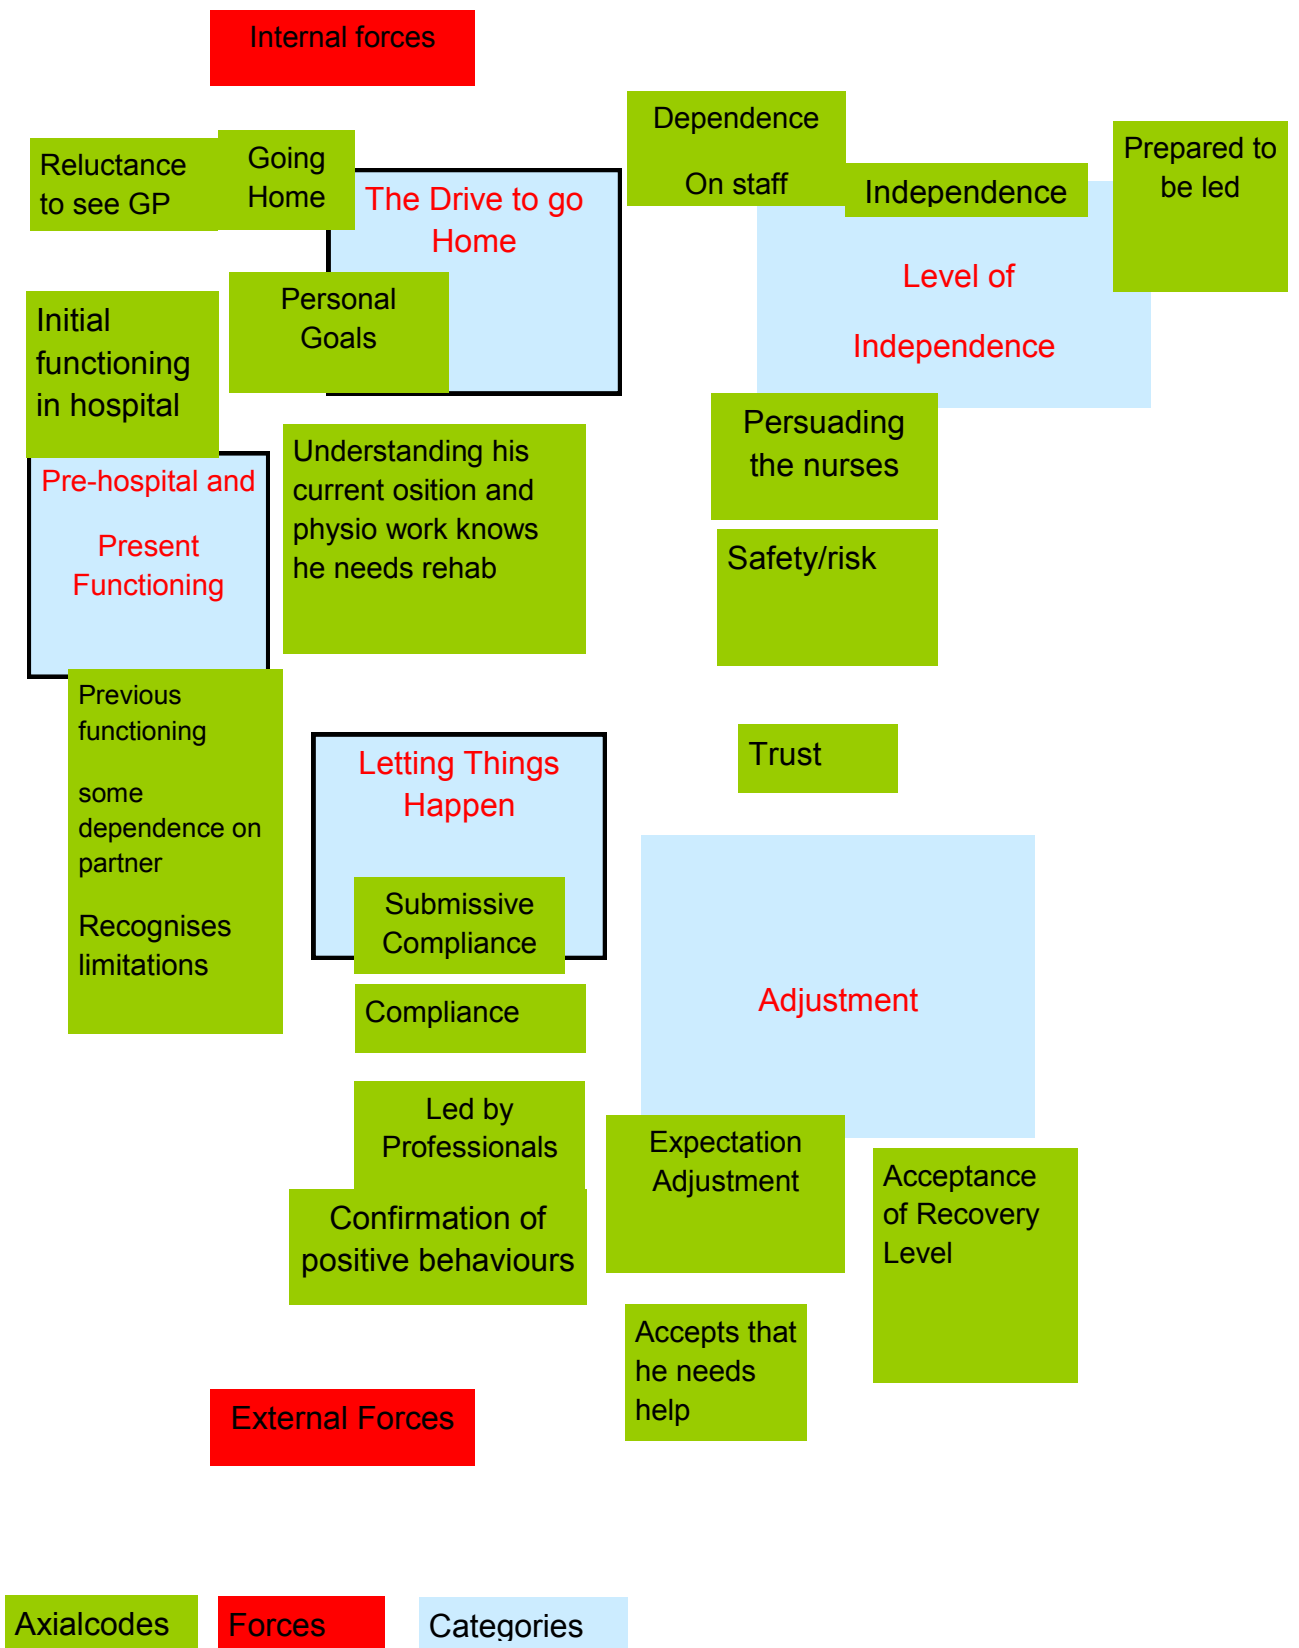 Internal forces
Reluctance
to see GP
Going
Home
The Drive to go
Home
Personal
Goals
Dependence
On staff
Independence
Prepared to
be led
Level of
Independence
Initial
functioning
in hospital
Pre-hospital and
Present
Functioning
Understanding his
current osition and
physio work knows
he needs rehab
Persuading
the nurses
Safety/risk
Previous
functioning
some
dependence on
partner
Recognises
limitations
Letting Things
Happen
Submissive
Compliance
Compliance
Led by
Professionals
Confirmation of
positive behaviours
Trust
Adjustment
Expectation
Adjustment
Acceptance
of Recovery
Level
Accepts that
he needs
help
External Forces
Axialcodes
Forces
Categories